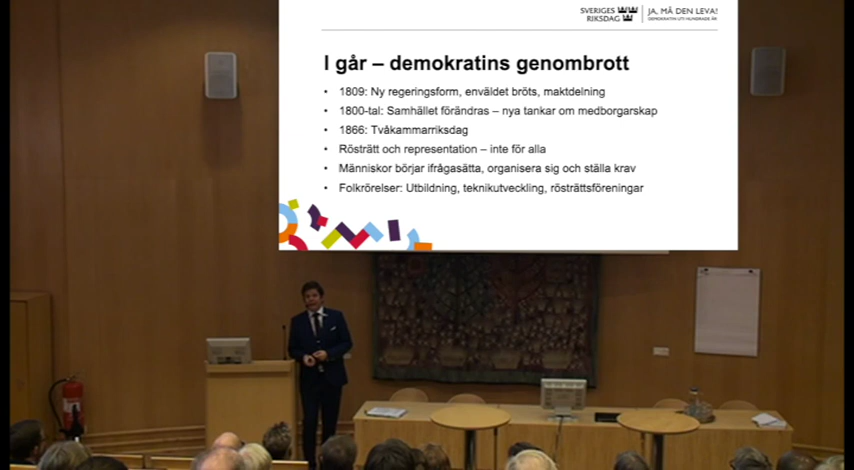 SVERIGES
RIKSDAG
JA, MÅ DEN LEVA!
DEMOKRATIN UTI HUNDRADE ÅR
I går – demokratins genombrott
• 1809: Ny regeringsform, enväldet bröts, maktdelning
• 1800-tal: Samhället förändras – nya tankar om medborgarskap
• 1866: Tvåkammarriksdag
• Rösträtt och representation – inte för alla
• Människor börjar ifrågasätta, organisera sig och ställa krav
• Folkrörelser: Utbildning, teknikutveckling, rösträttsföreningar